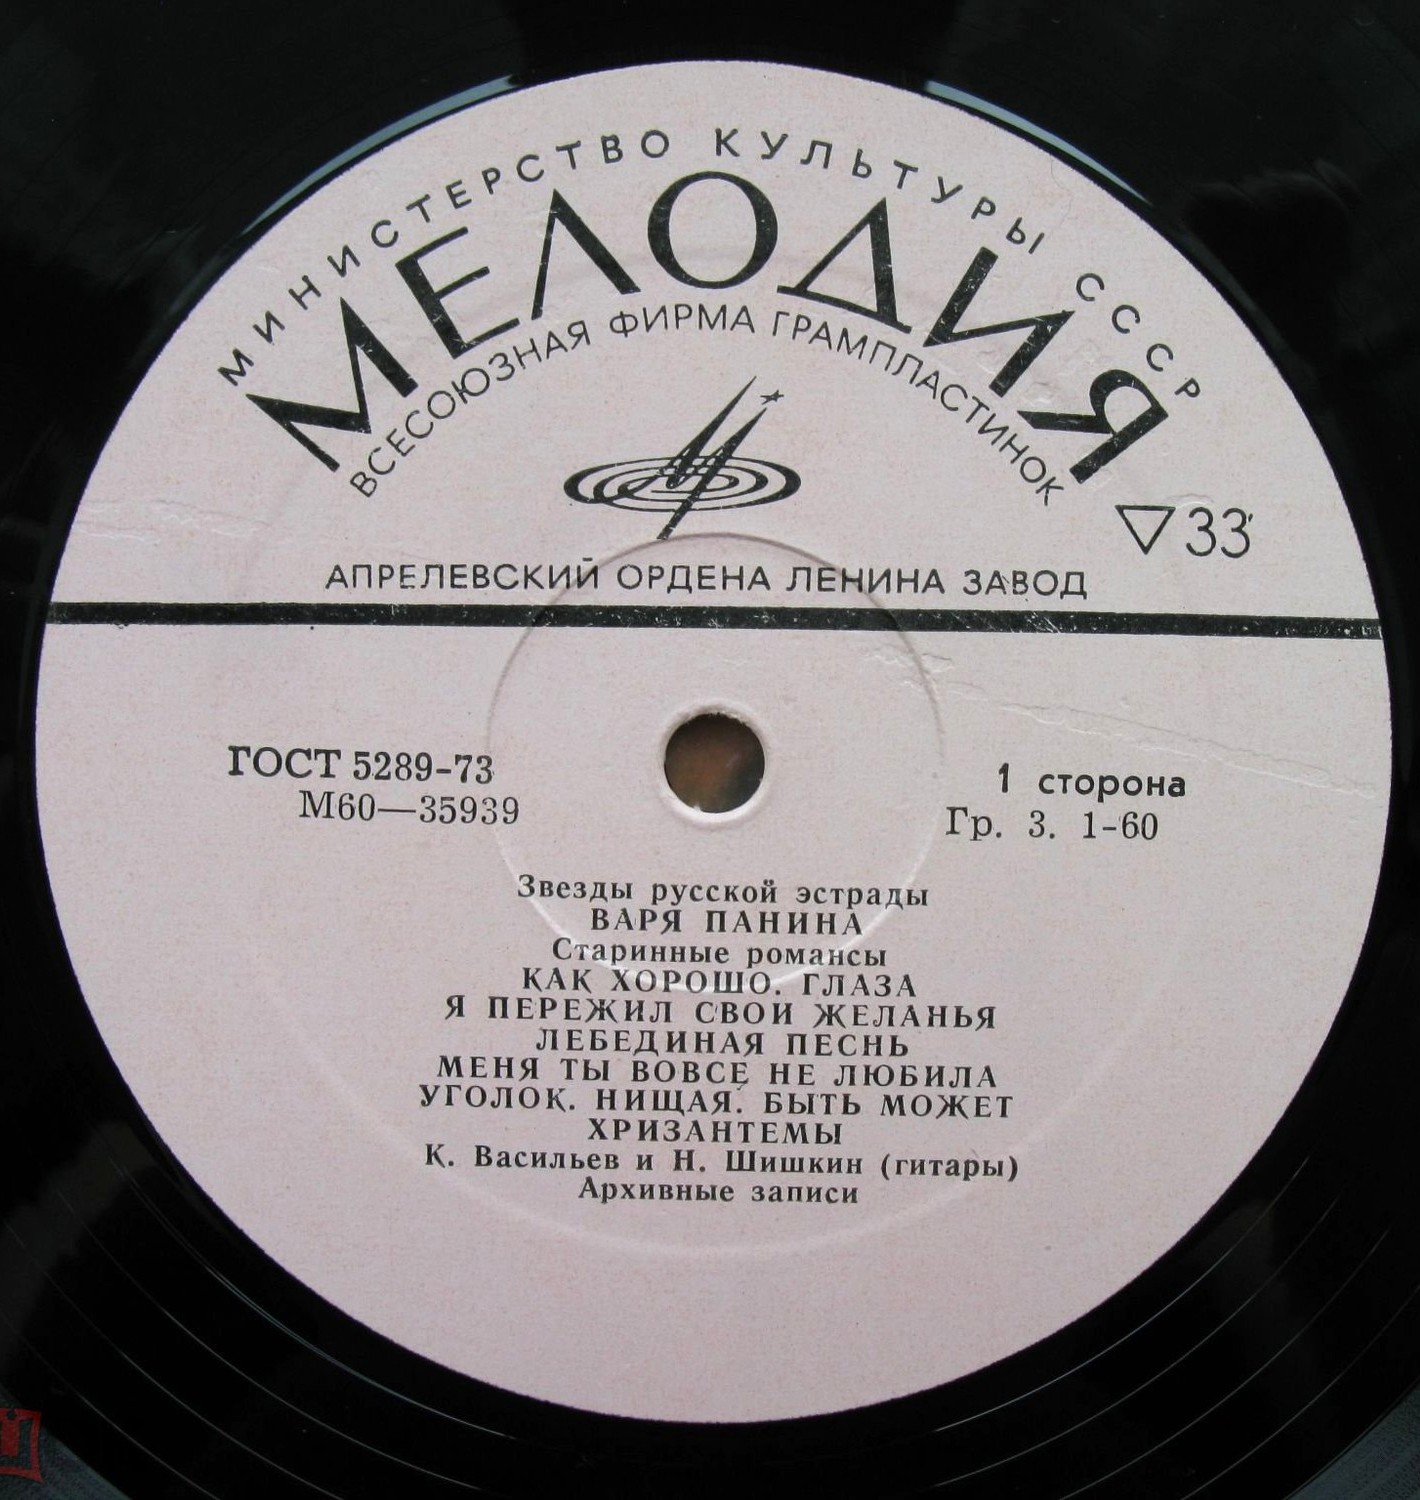 МИНИСТЕРСТВО КУЛЬТУРЫ СССР
МЕЛОДИЯ
ВСЕСОЮЗНАЯ ФИРМА ГРАМПЛАСТИНОК
▽33
АПРЕЛЕВСКИЙ ОРДЕНА ЛЕНИНА ЗАВОД
ГОСТ 5289-73
М60—35939
1 сторона
Гр. 3. 1-60
Звезды русской эстрады
ВАРЯ ПАНИНА
Старинные романсы
КАК ХОРОШО. ГЛАЗА
Я ПЕРЕЖИЛ СВОИ ЖЕЛАНЬЯ
ЛЕБЕДИНАЯ ПЕСНЬ
МЕНЯ ТЫ ВОВСЕ НЕ ЛЮБИЛА
УГОЛОК. НИЩАЯ. БЫТЬ МОЖЕТ
ХРИЗАНТЕМЫ
К. Васильев и Н. Шишкин (гитары)
Архивные записи